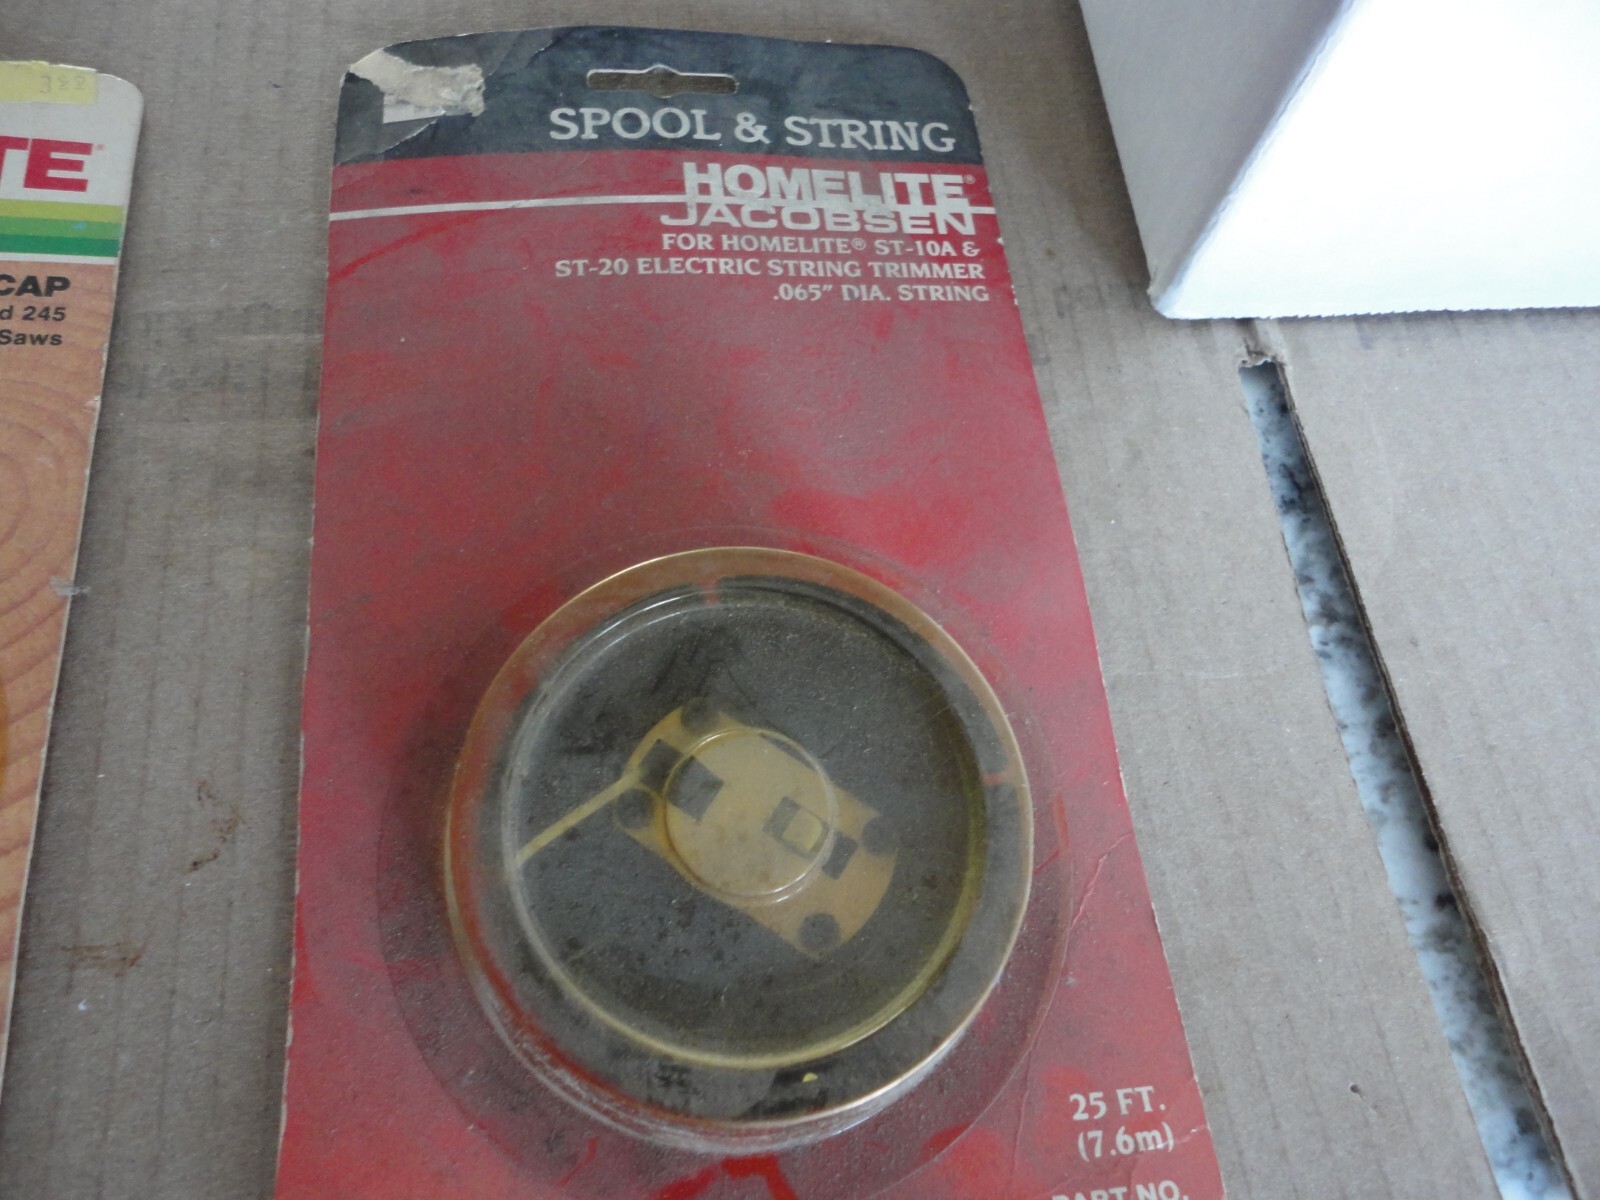 388
TE
CAP
d 245
Saws
SPOOL & STRING
HOMELITE®
JACOBSEN
FOR HOMELITE® ST-10A &
ST-20 ELECTRIC STRING TRIMMER
.065" DIA. STRING
25 FT.
(7.6m)
PART NO.